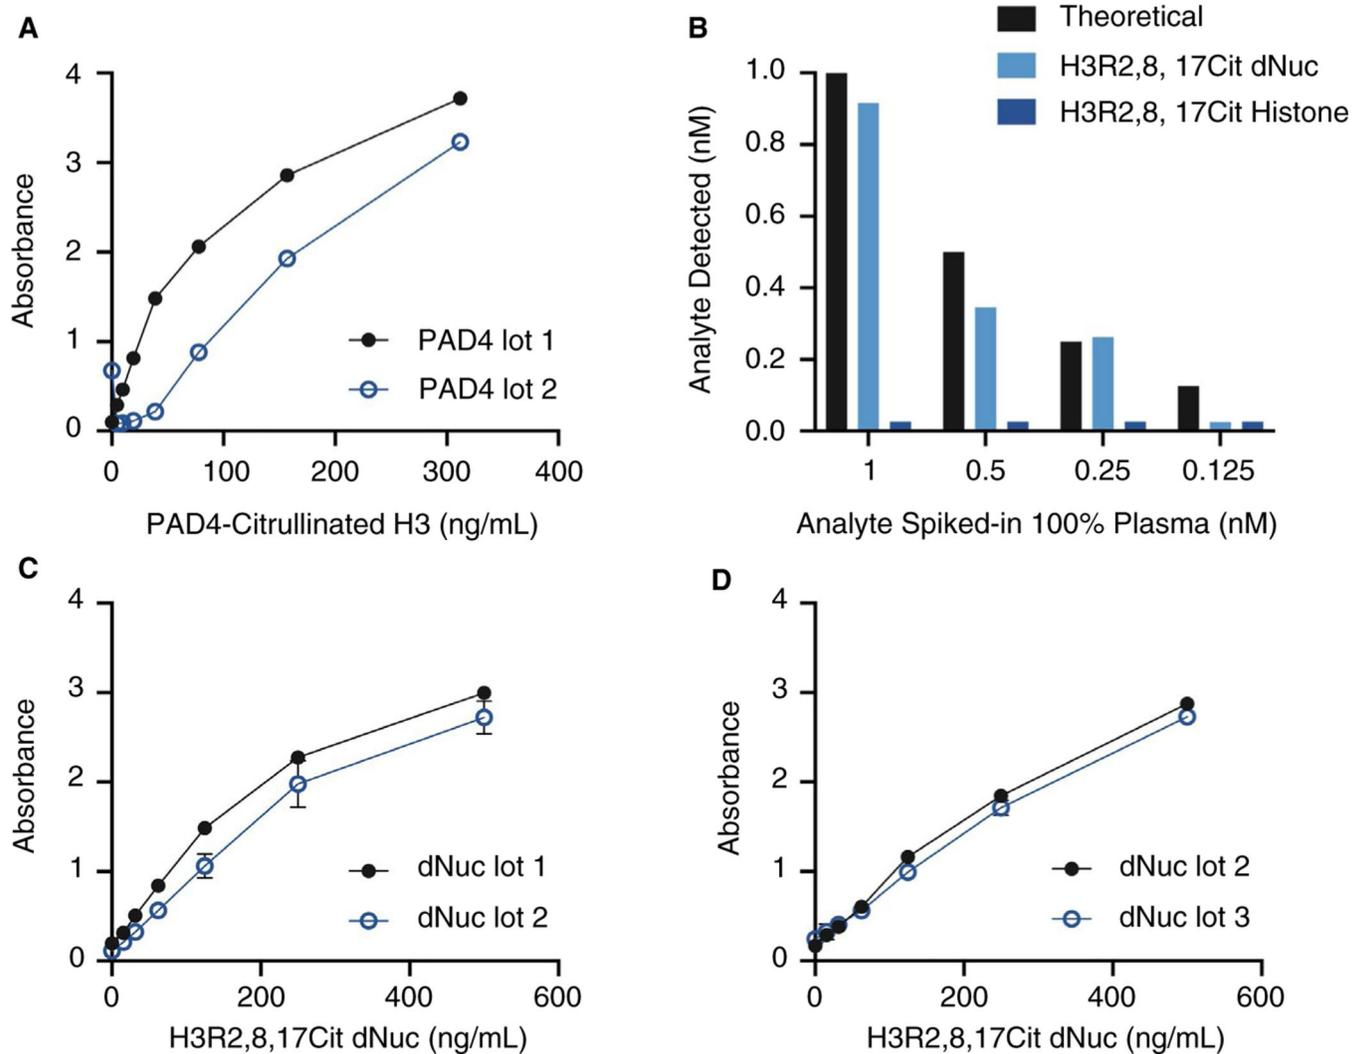 A
4
3
2
1
0
Absorbance
PAD4 lot 1
PAD4 lot 2
0 100 200 300 400
PAD4-Citrullinated H3 (ng/mL)
B
Theoretical
H3R2,8, 17Cit dNuc
H3R2,8, 17Cit Histone
1.0
0.8
0.6
0.4
0.2
0.0
Analyte Detected (nM)
1 0.5 0.25 0.125
Analyte Spiked-in 100% Plasma (nM)
C
4
3
2
1
0
Absorbance
dNuc lot 1
dNuc lot 2
0 200 400 600
H3R2,8,17Cit dNuc (ng/mL)
D
4
3
2
1
0
Absorbance
dNuc lot 2
dNuc lot 3
0 200 400 600
H3R2,8,17Cit dNuc (ng/mL)